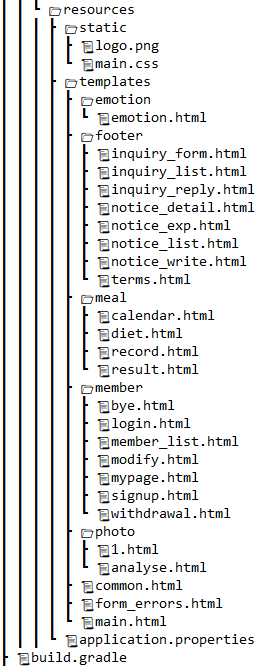 resources
static
logo.png
main.css
templates
emotion
emotion.html
footer
inquiry_form.html
inquiry_list.html
inquiry_reply.html
notice_detail.html
notice_exp.html
notice_list.html
notice_write.html
terms.html
meal
calendar.html
diet.html
record.html
result.html
member
bye.html
login.html
member_list.html
modify.html
mypage.html
signup.html
withdrawal.html
photo
1.html
analyse.html
common.html
form_errors.html
main.html
application.properties
build.gradle